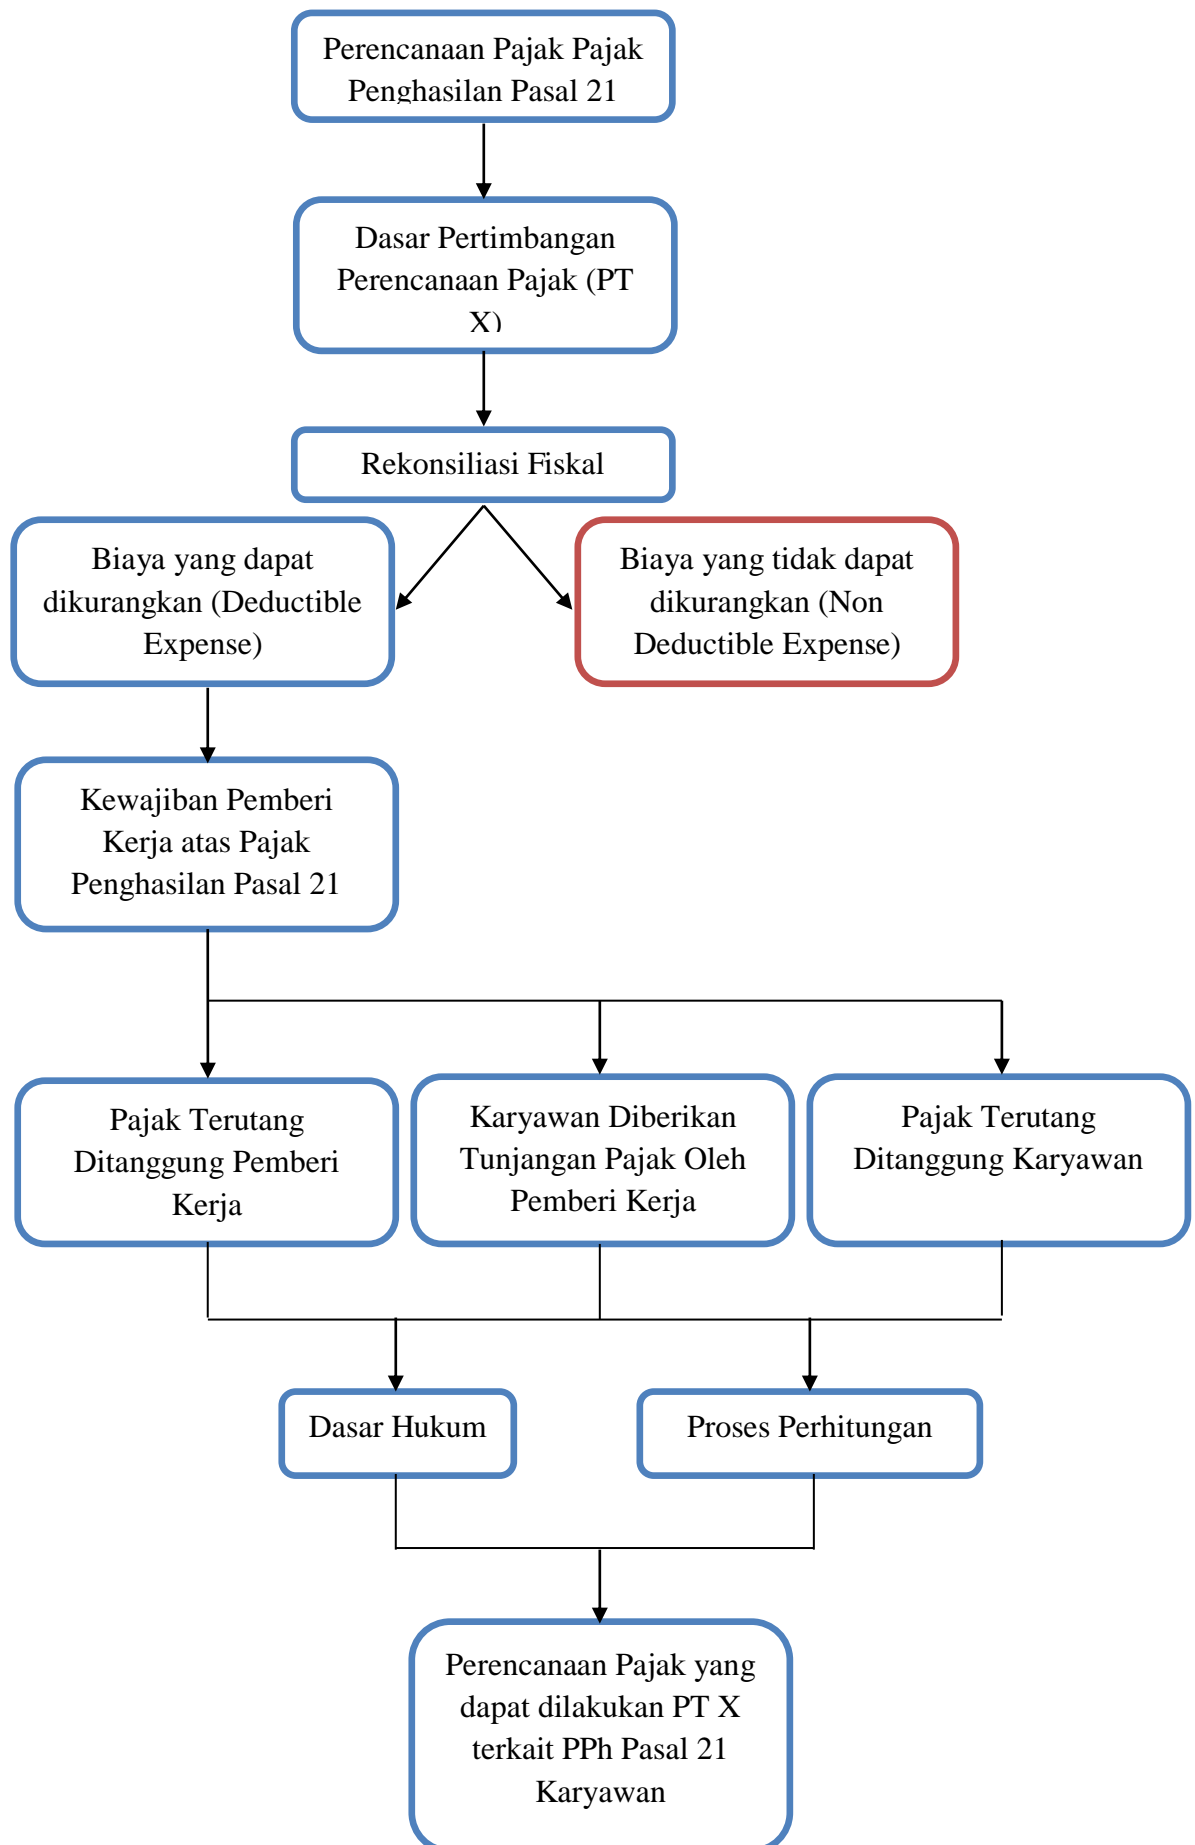 Perencanaan Pajak Pajak
Penghasilan Pasal 21
Dasar Pertimbangan
Perencanaan Pajak (PT
X)
Rekonsiliasi Fiskal
Biaya yang dapat
dikurangkan (Deductible
Expense)
Biaya yang tidak dapat
dikurangkan (Non
Deductible Expense)
Kewajiban Pemberi
Kerja atas Pajak
Penghasilan Pasal 21
Pajak Terutang
Ditanggung Pemberi
Kerja
Karyawan Diberikan
Tunjangan Pajak Oleh
Pemberi Kerja
Pajak Terutang
Ditanggung Karyawan
Dasar Hukum
Proses Perhitungan
Perencanaan Pajak yang
dapat dilakukan PT X
terkait PPh Pasal 21
Karyawan